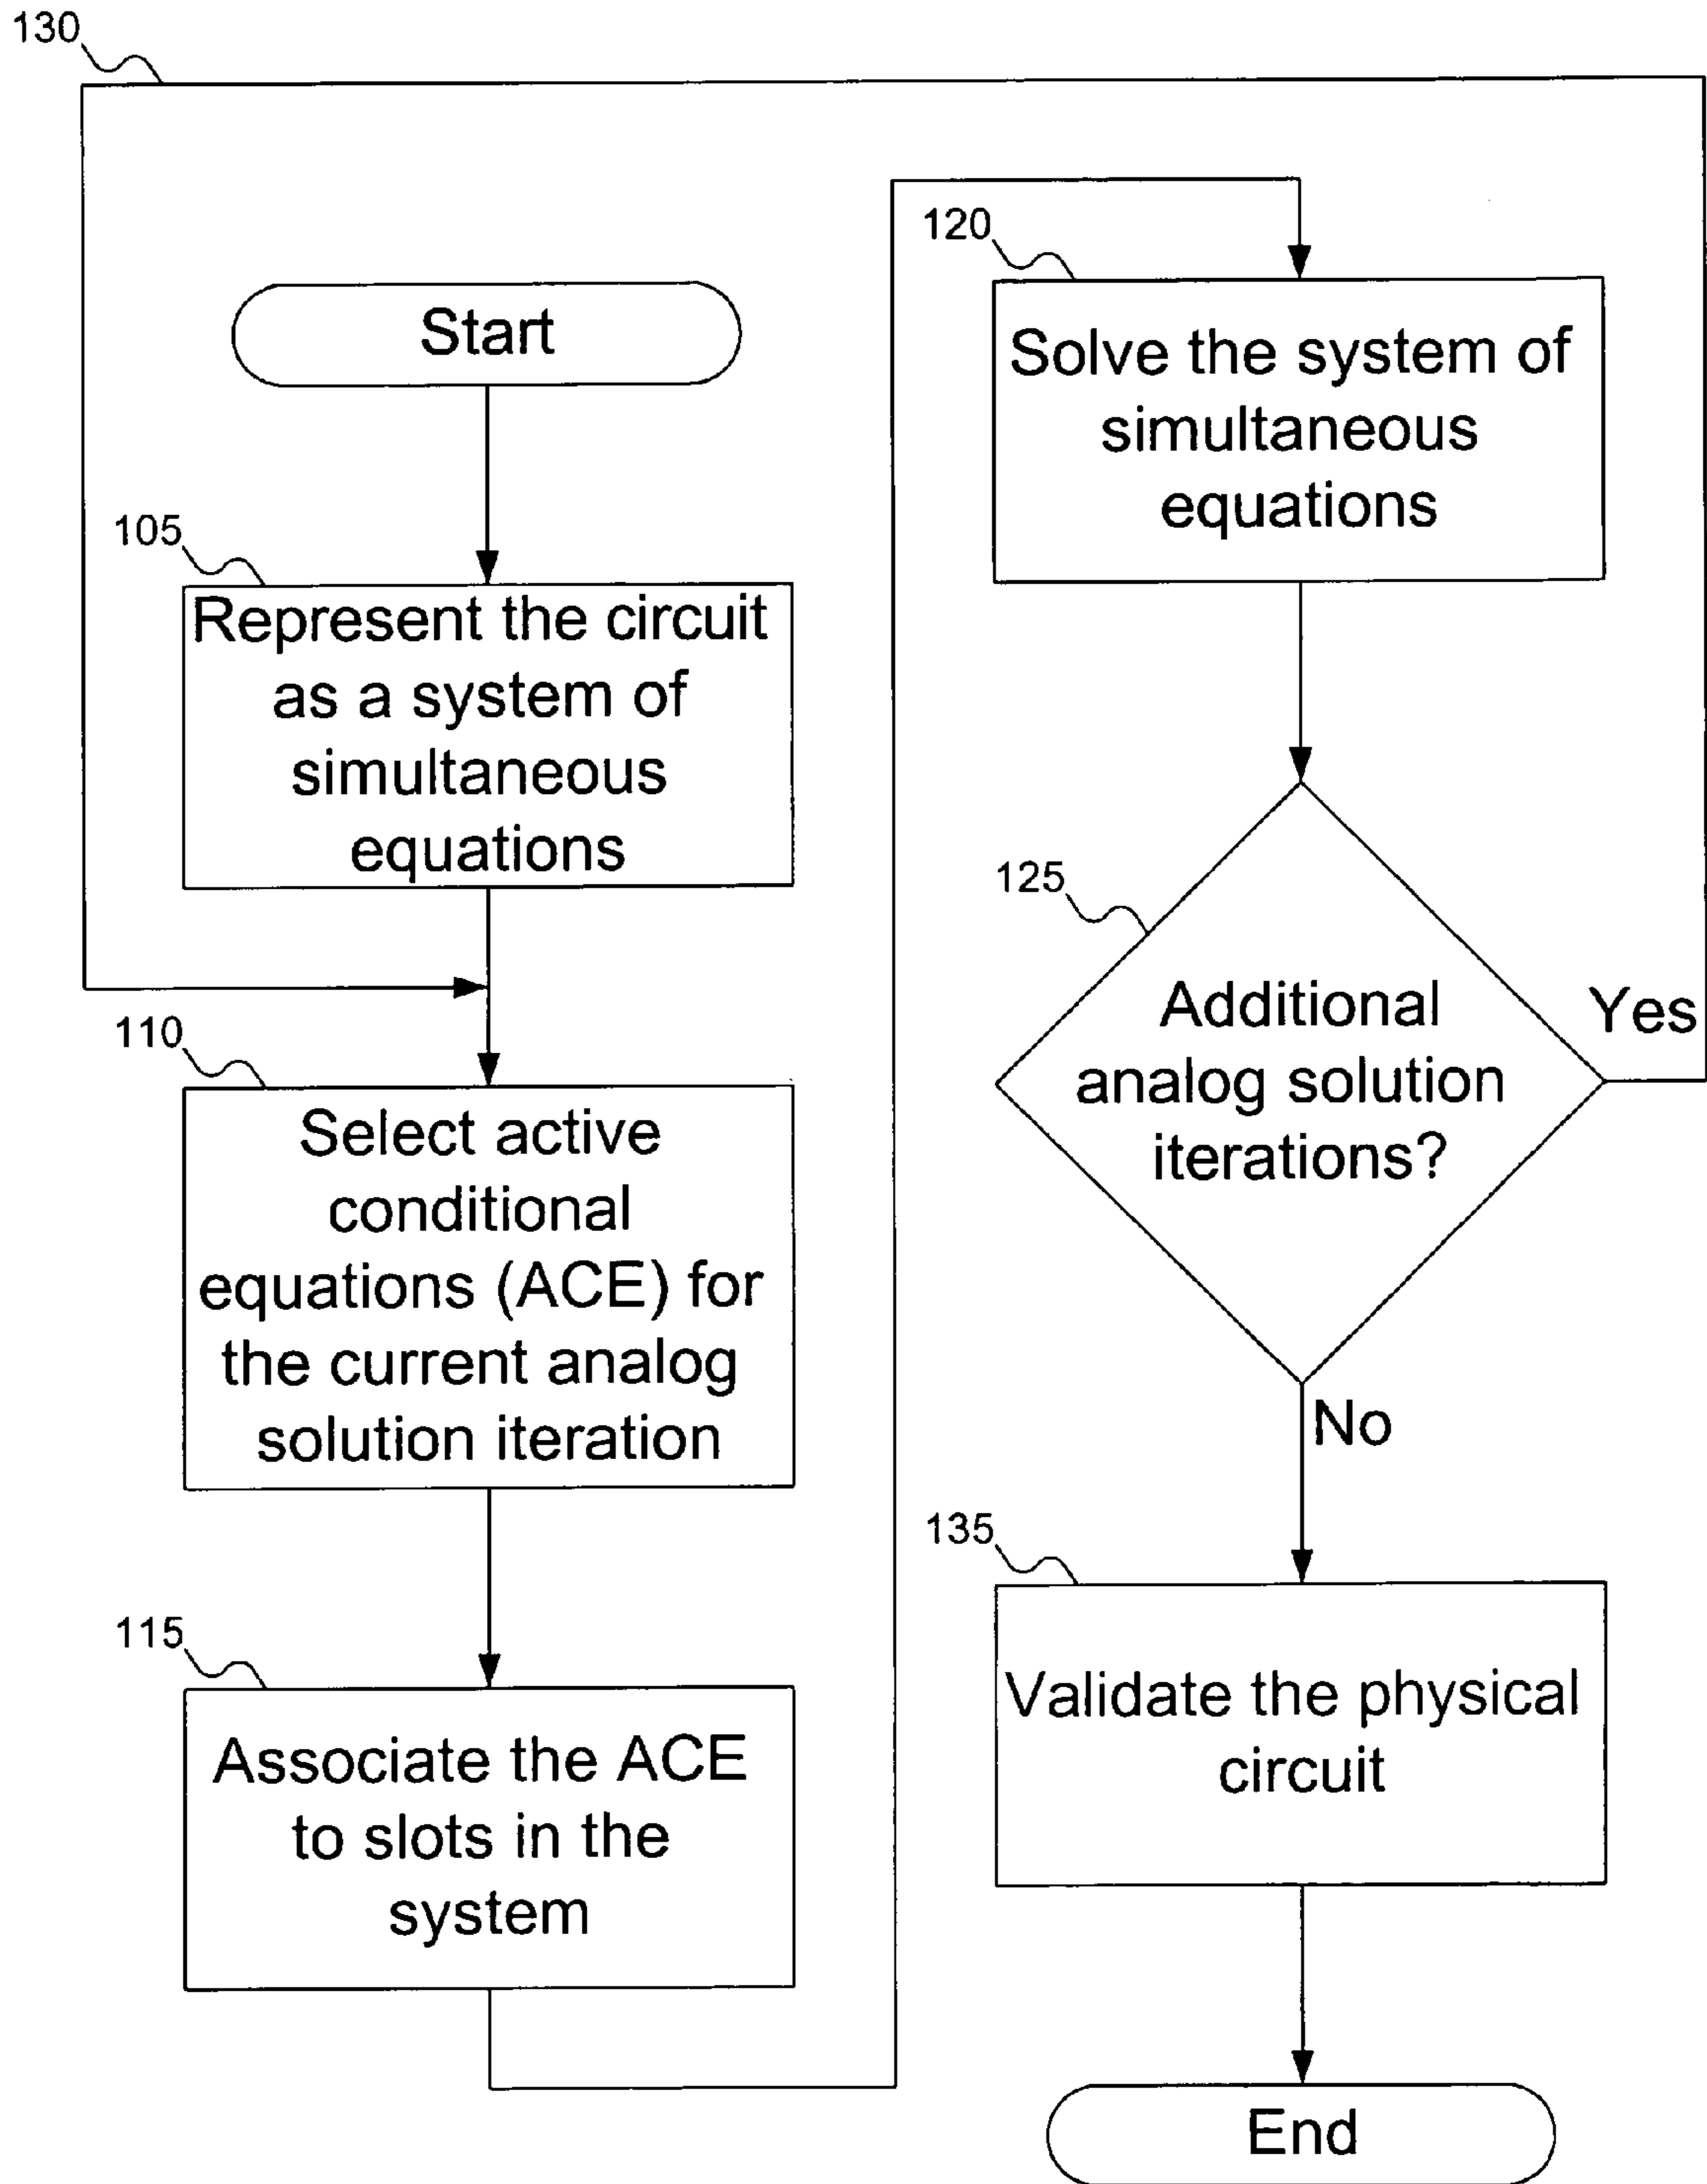 130
Start
105
Represent the circuit
as a system of
simultaneous
equations
110
Select active
conditional
equations (ACE) for
the current analog
solution iteration
115
Associate the ACE
to slots in the
system
120
Solve the system of
simultaneous
equations
125
Additional
analog solution
iterations?
Yes
No
135
Validate the physical
circuit
End